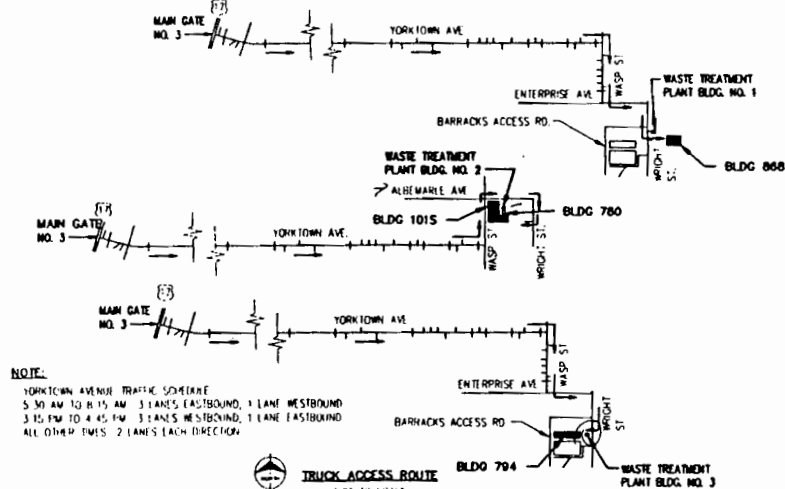 17
MAIN GATE
NO. 3
YORKTOWN AVE
WASP ST
ENTERPRISE AVE
WASTE TREATMENT
PLANT BLDG. NO. 1
BARRACKS ACCESS RD.
WRIGHT
ST.
BLDG 868
WASTE TREATMENT
PLANT BLDG. NO. 2
ALBEMARLE AVE
BLDG 101S
BLDG 780
17
MAIN GATE
NO. 3
YORKTOWN AVE.
WASP ST
WRIGHT ST.
17
MAIN GATE
NO. 3
YORKTOWN AVE
WASP ST
ENTERPRISE AVE
WRIGHT
ST
BARRACKS ACCESS RD
BLDG 794
WASTE TREATMENT
PLANT BLDG. NO. 3
NOTE:
YORKTOWN AVENUE TRAFFIC SCHEDULE
5 30 AM TO 8 15 AM 3 LANES EASTBOUND, 1 LANE WESTBOUND
3 15 PM TO 4 45 PM 3 LANES WESTBOUND, 1 LANE EASTBOUND
ALL OTHER TIMES 2 LANES EACH DIRECTION
TRUCK ACCESS ROUTE